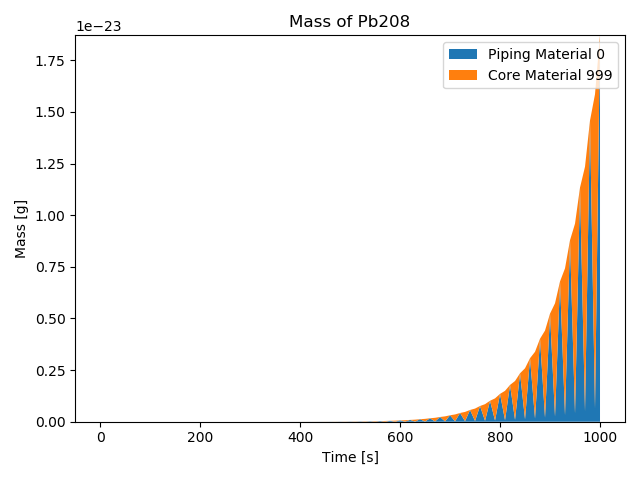 Mass of Pb208
1e−23
Piping Material 0
Core Material 999
1.75
1.50
1.25
1.00
0.75
0.50
0.25
0.00
Mass [g]
0 200 400 600 800 1000
Time [s]